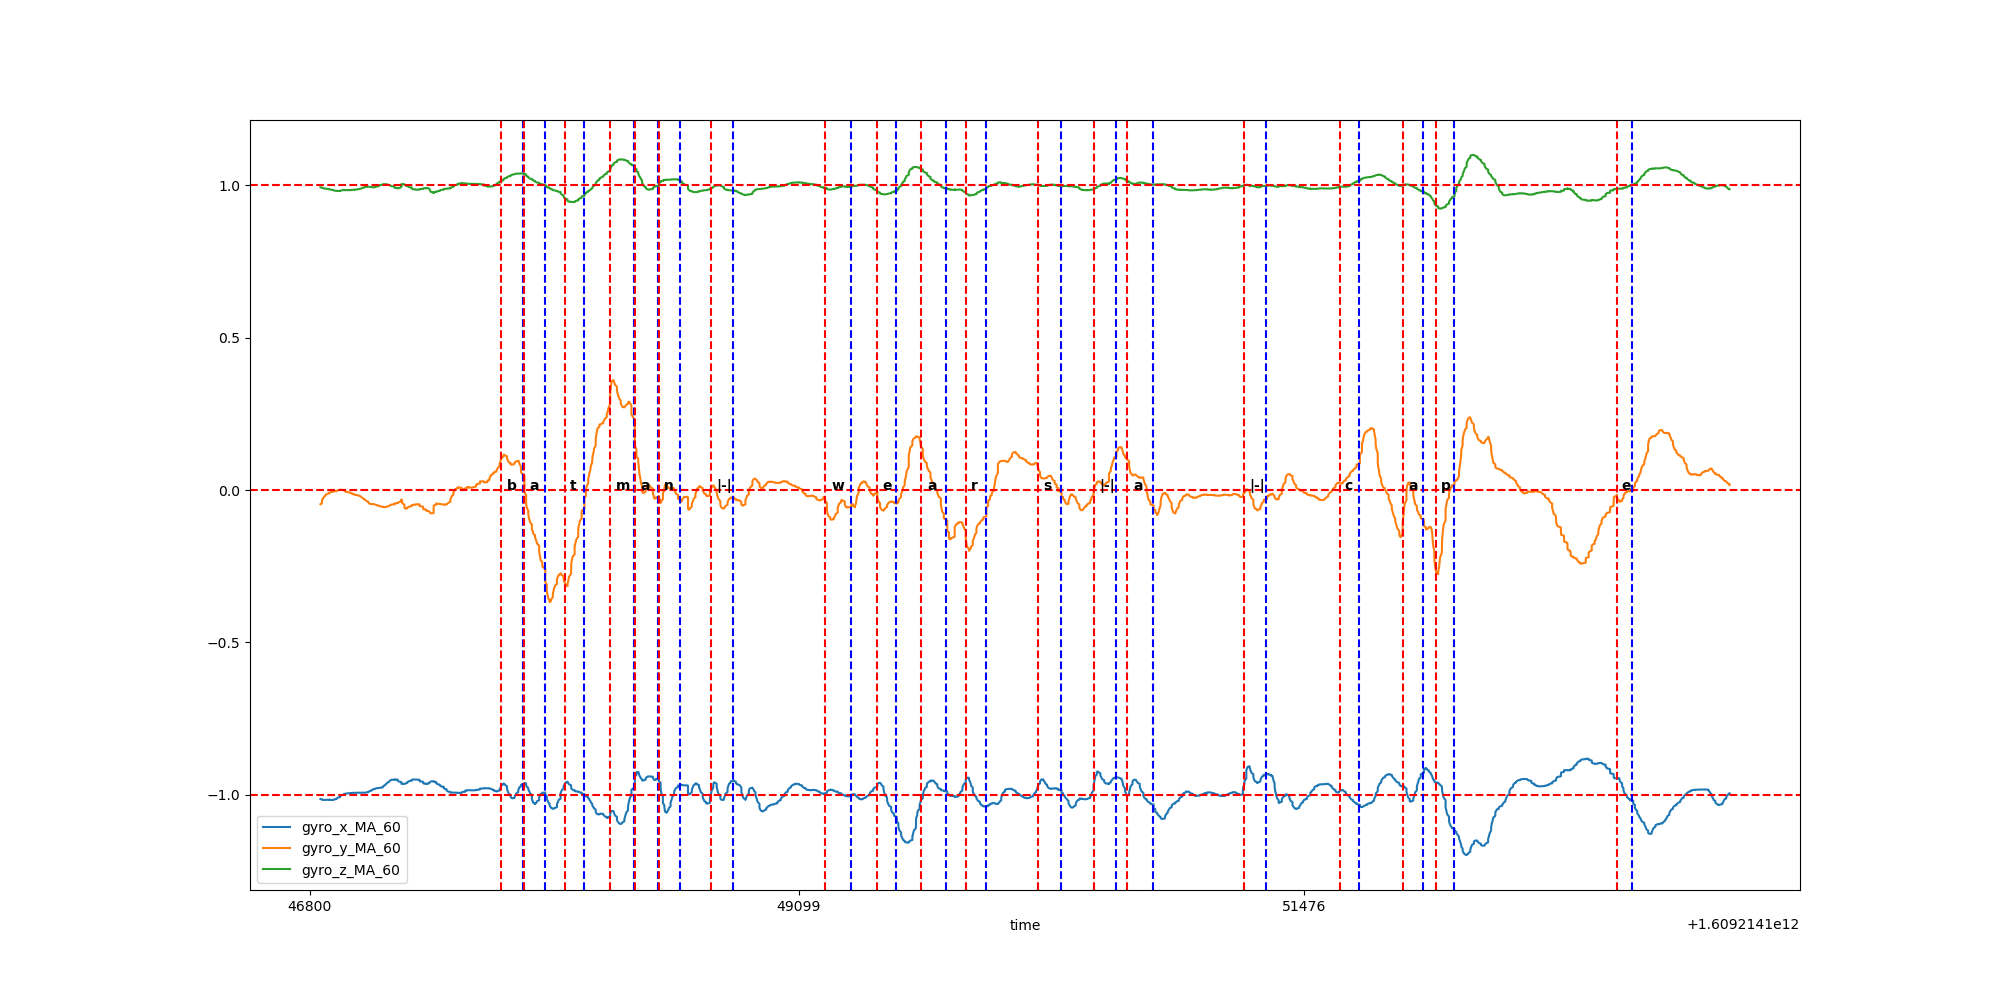 1.0
0.5
0.0
−0.5
−1.0
b a t m a n |-| w e a r s |-| a |-| c a p e
gyro_x_MA_60
gyro_y_MA_60
gyro_z_MA_60
46800 49099 51476
time
+1.6092141e12